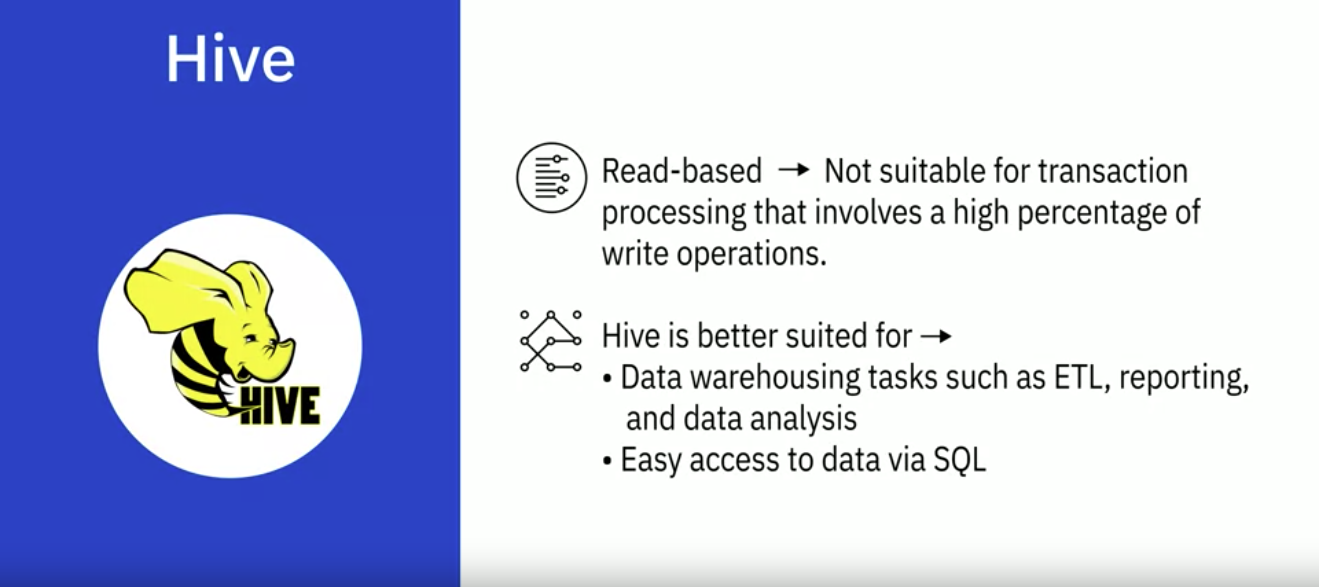 Hive
HIVE
Read-based → Not suitable for transaction
processing that involves a high percentage of
write operations.
Hive is better suited for →
• Data warehousing tasks such as ETL, reporting,
and data analysis
• Easy access to data via SQL